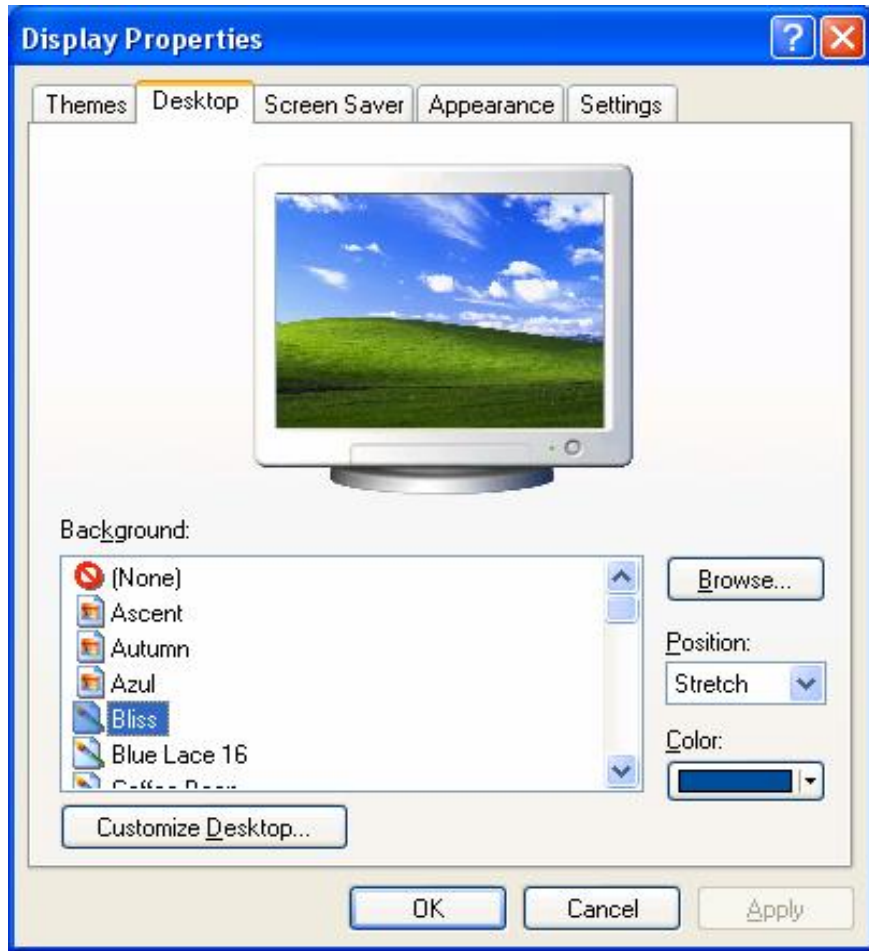 Display Properties
Themes Desktop Screen Saver Appearance Settings
Background:
(None)
Ascent
Autumn
Azul
Bliss
Blue Lace 16
Browse...
Position:
Stretch
Color:
Customize Desktop...
OK Cancel Apply